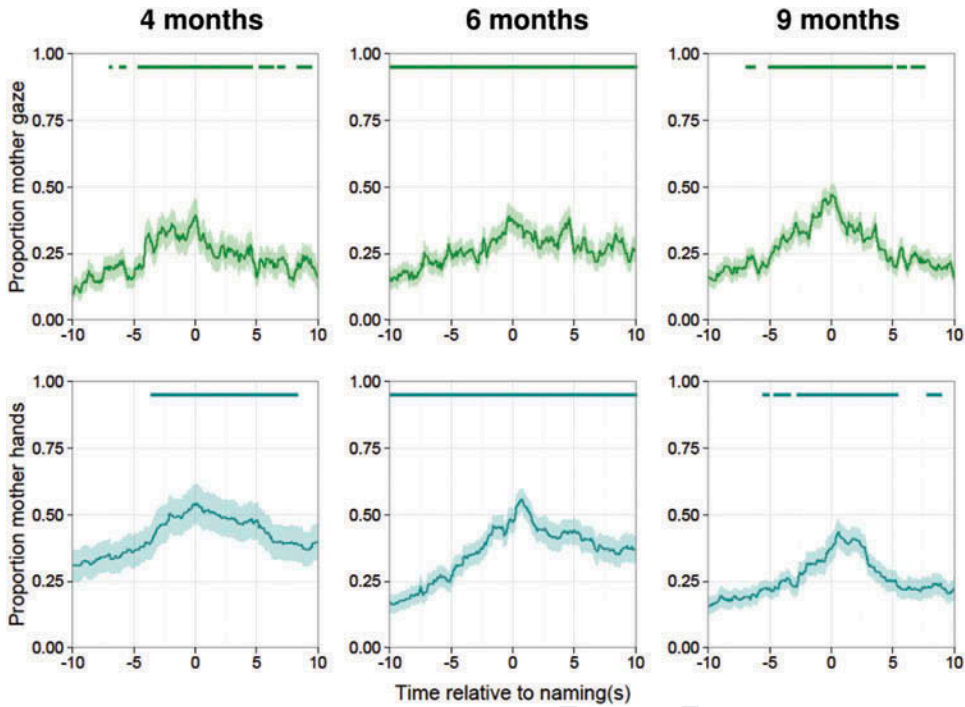 4 months 6 months 9 months
Proportion mother gaze
1.00 1.00 1.00
0.75 0.75 0.75
0.50 0.50 0.50
0.25 0.25 0.25
0.00 0.00 0.00
-10 -5 0 5 10 -10 -5 0 5 10 -10 -5 0 5 10
Proportion mother hands
1.00 1.00 1.00
0.75 0.75 0.75
0.50 0.50 0.50
0.25 0.25 0.25
0.00 0.00 0.00
-10 -5 0 5 10 -10 -5 0 5 10 -10 -5 0 5 10
Time relative to naming(s)